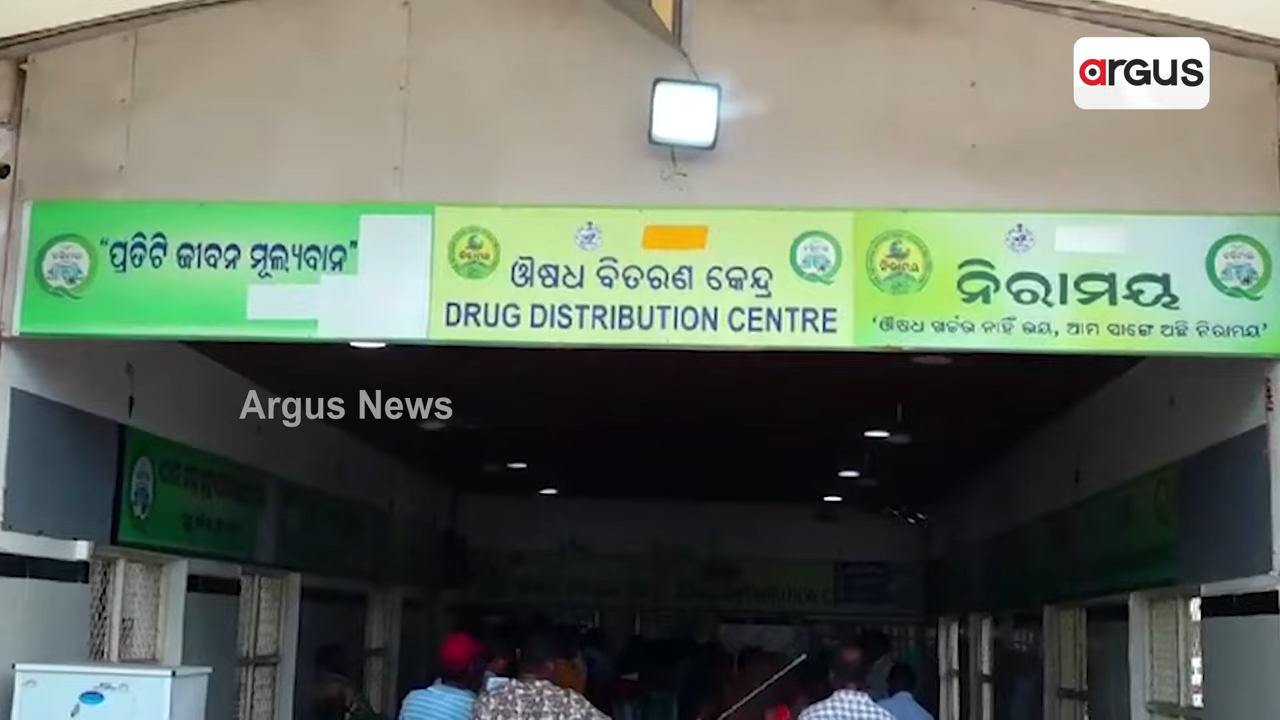 argus
“ପ୍ରତିଟି ଜୀବନ ମୂଲ୍ୟବାନ”
ଔଷଧ ବିତରଣ କେନ୍ଦ୍ର
DRUG DISTRIBUTION CENTRE
ନିରାମୟ
‘ଔଷଧ ଖର୍ଚ୍ଚର ନାହିଁ ଭୟ, ଆମ ସାଙ୍ଗେ ଅଛି ନିରାମୟ’
Argus News